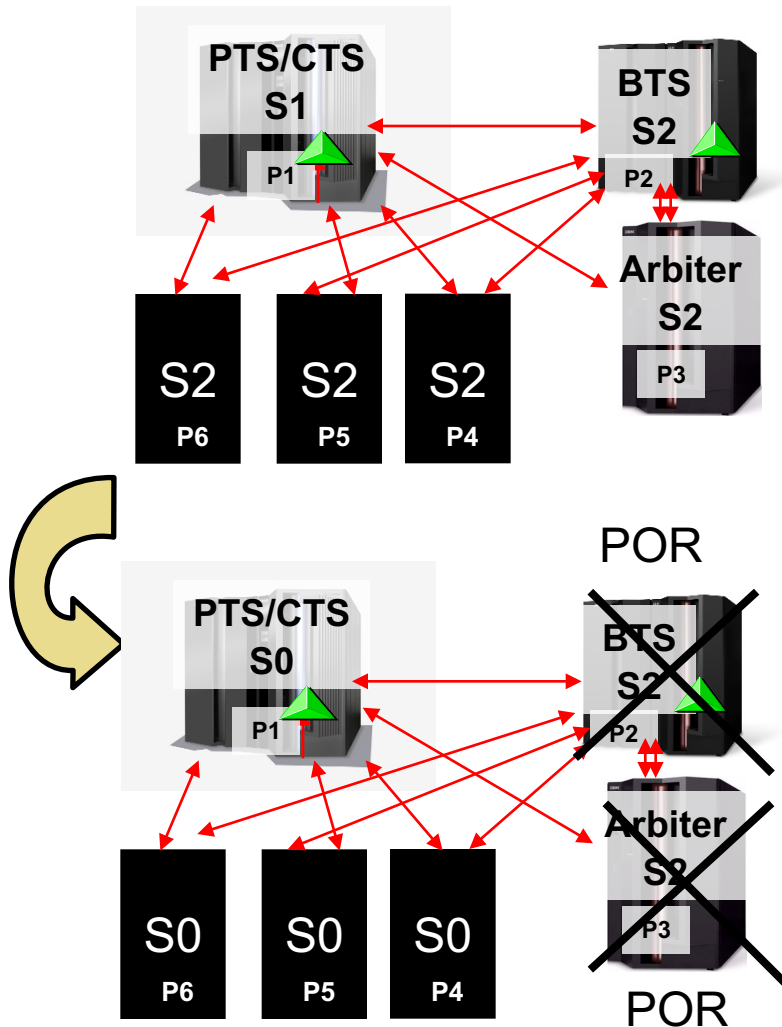 PTS/CTS
S1
P1
BTS
S2
P2
Arbiter
S2
P3
S2
P6
S2
P5
S2
P4
POR
PTS/CTS
S0
P1
BTS
S2
P2
Arbiter
S2
P3
S0
P6
S0
P5
S0
P4
POR